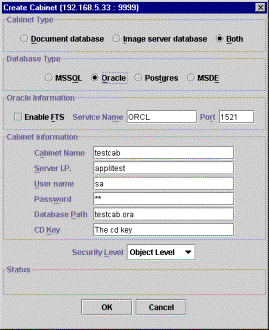 Create Cabinet (192.168.5.33 : 9999)
Cabinet Type
Document database Image server database Both
Database Type
MSSQL Oracle Postgres MSDE
Oracle Information
Enable FTS Service Name ORCL Port 1521
Cabinet Information
Cabinet Name testcab
Server I.P. applitest
User name sa
Password **
Database Path testcab.ora
CD Key The cd key
Security Level Object Level
Status
OK Cancel